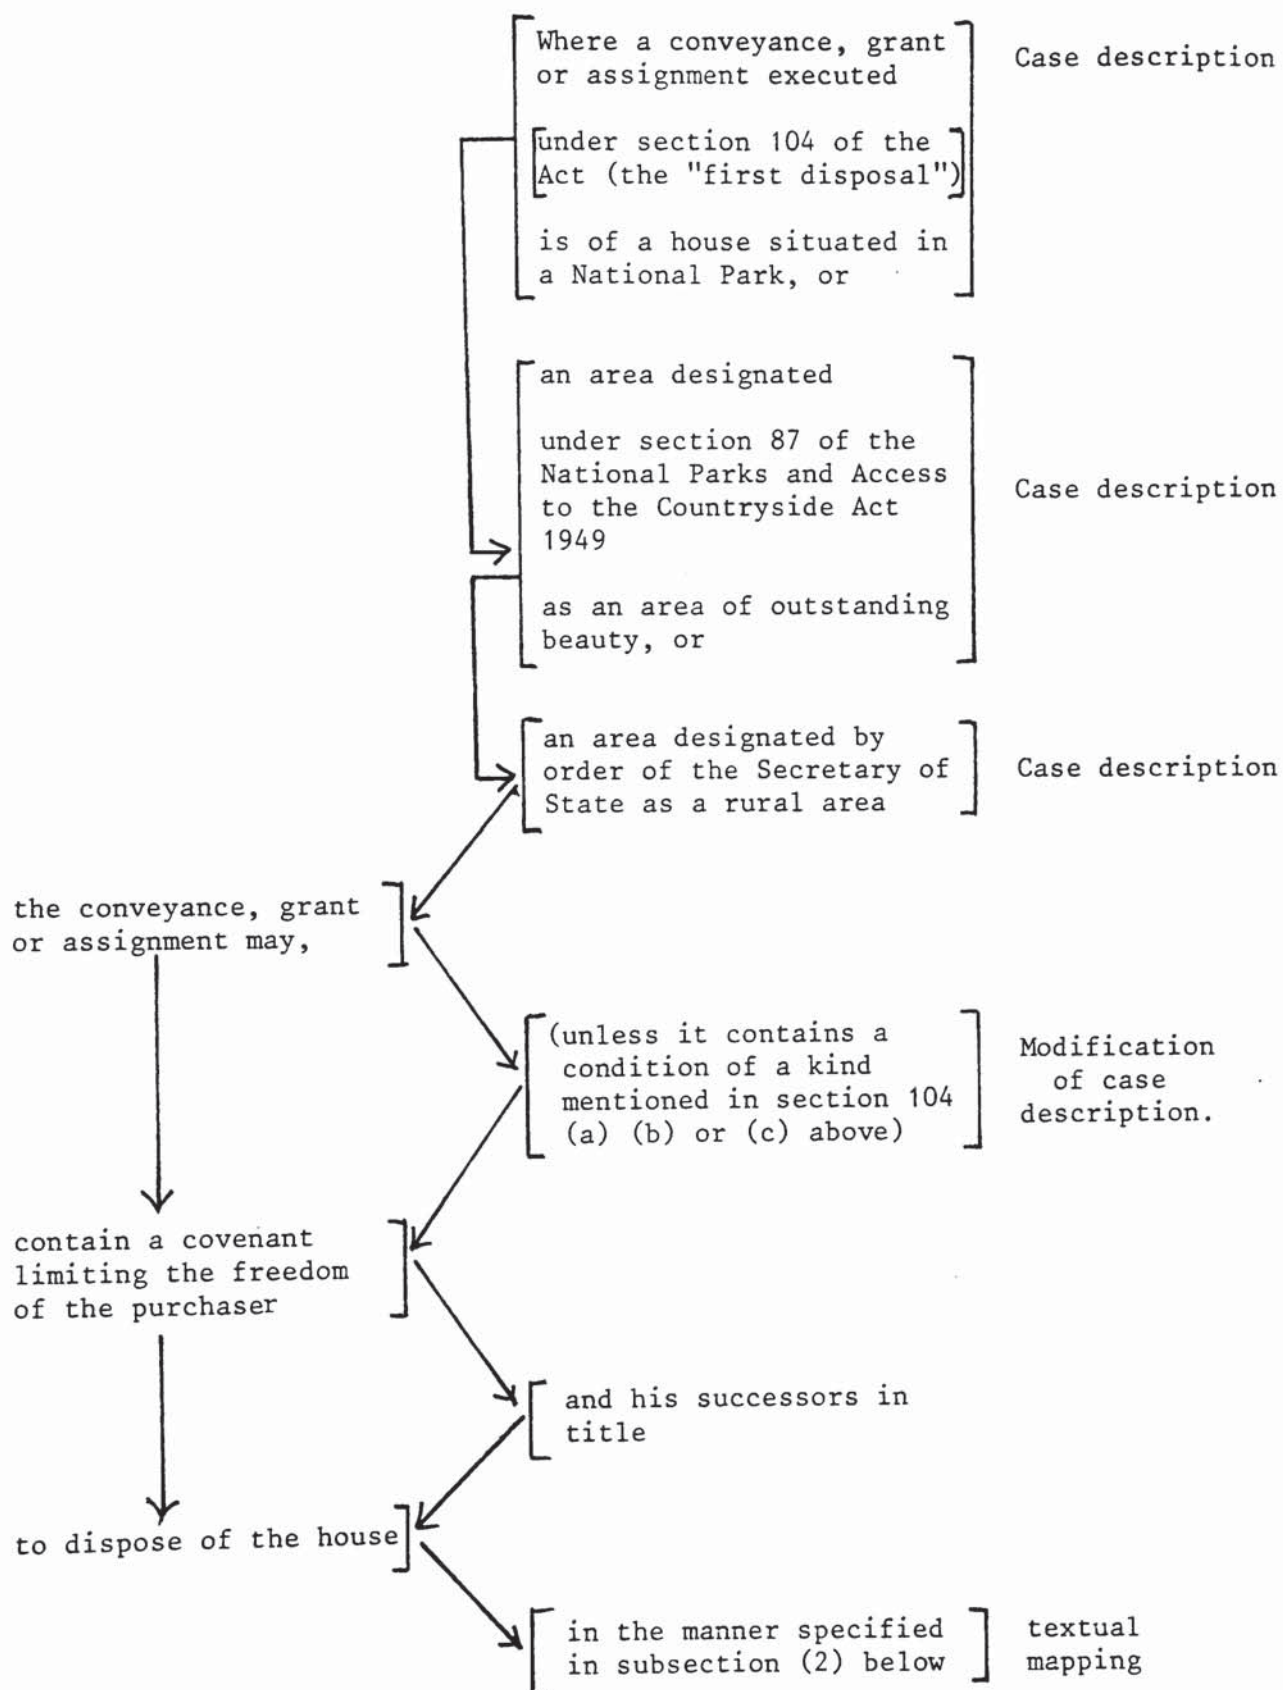 Where a conveyance, grant
or assignment executed
Case description
under section 104 of the
Act (the "first disposal")
is of a house situated in
a National Park, or
an area designated
under section 87 of the
National Parks and Access
to the Countryside Act
1949
Case description
as an area of outstanding
beauty, or
an area designated by
order of the Secretary of
State as a rural area
Case description
the conveyance, grant
or assignment may,
(unless it contains a
condition of a kind
mentioned in section 104
(a) (b) or (c) above)
Modification
of case
description.
contain a covenant
limiting the freedom
of the purchaser
and his successors in
title
to dispose of the house
in the manner specified
in subsection (2) below
textual
mapping